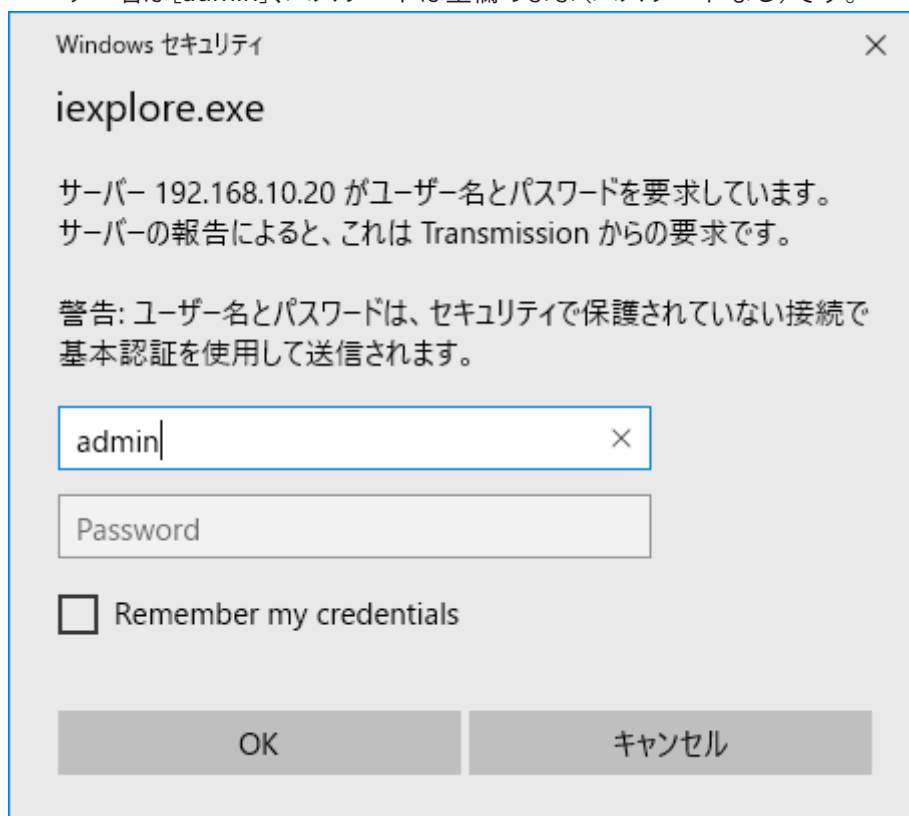 Windows セキュリティ
iexplore.exe
サーバー 192.168.10.20 がユーザー名とパスワードを要求しています。
サーバーの報告によると、これは Transmission からの要求です。
警告: ユーザー名とパスワードは、セキュリティで保護されていない接続で
基本認証を使用して送信されます。
admin
Password
Remember my credentials
OK キャンセル